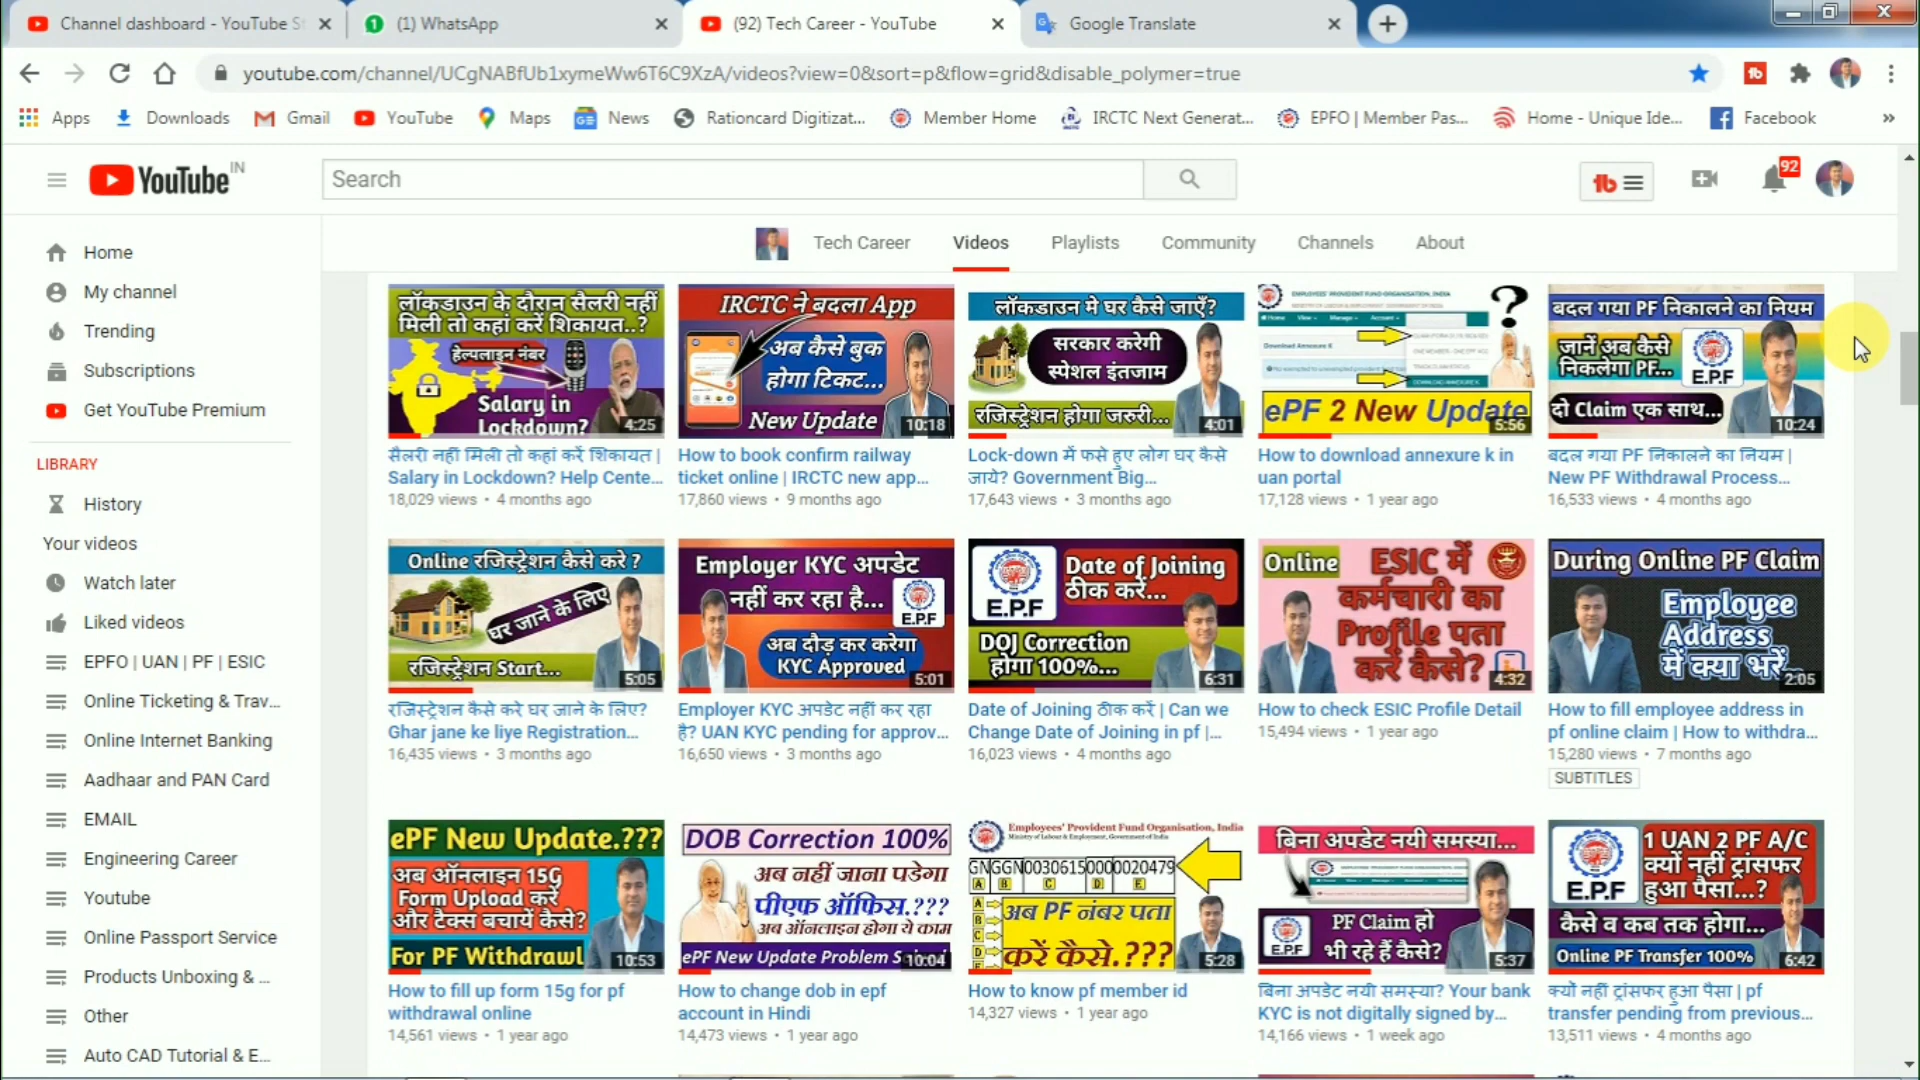 Channel dashboard - YouTube St
(1) WhatsApp
(92) Tech Career - YouTube
Google Translate
youtube.com/channel/UCgNABfUb1xymeWw6T6C9XzA/videos?view=0&sort=p&flow=grid&disable_polymer=true
Apps
Downloads
Gmail
YouTube
Maps
News
Rationcard Digitizat...
Member Home
IRCTC Next Generat...
EPFO | Member Pas...
Home - Unique Ide...
Facebook
YouTube IN
Search
92
Tech Career
Videos
Playlists
Community
Channels
About
Home
My channel
Trending
Subscriptions
Get YouTube Premium
LIBRARY
History
Your videos
Watch later
Liked videos
EPFO | UAN | PF | ESIC
Online Ticketing & Trav...
Online Internet Banking
Aadhaar and PAN Card
EMAIL
Engineering Career
Youtube
Online Passport Service
Products Unboxing & ...
Other
Auto CAD Tutorial & E...
लॉकडाउन के दौरान सैलरी नहीं
मिली तो कहां करें शिकायत..?
हेल्पलाइन नंबर
Salary in
Lockdown?
4:25
सैलरी नहीं मिली तो कहां करें शिकायत |
Salary in Lockdown? Help Cente...
18,029 views • 4 months ago
IRCTC ने बदला App
अब कैसे बुक
होगा टिकट...
New Update
10:18
How to book confirm railway
ticket online | IRCTC new app...
17,860 views • 9 months ago
लॉकडाउन मे घर कैसे जाएँ?
सरकार करेगी
स्पेशल इंतजाम
रजिस्ट्रेशन होगा जरुरी...
4:01
Lock-down में फसे हुए लोग घर कैसे
जाये? Government Big...
17,643 views • 3 months ago
EMPLOYEES' PROVIDENT FUND ORGANISATION, INDIA
Home View Manage Account
Download Annexure K
DOWNLOAD ANNEXURE K
?
ePF 2 New Update
5:56
How to download annexure k in
uan portal
17,128 views • 1 year ago
बदल गया PF निकालने का नियम
जानें अब कैसे
निकलेगा PF...
E.P.F
दो Claim एक साथ...
10:24
बदल गया PF निकालने का नियम |
New PF Withdrawal Process...
16,533 views • 4 months ago
Online रजिस्ट्रेशन कैसे करे ?
घर जाने के लिए
रजिस्ट्रेशन Start...
5:05
रजिस्ट्रेशन कैसे करे घर जाने के लिए?
Ghar jane ke liye Registration...
16,435 views • 3 months ago
Employer KYC अपडेट
नहीं कर रहा है...
E.P.F
अब दौड़ कर करेगा
KYC Approved
5:01
Employer KYC अपडेट नहीं कर रहा
है? UAN KYC pending for approv...
16,650 views • 3 months ago
Date of Joining
ठीक करें...
E.P.F
DOJ Correction
होगा 100%...
6:31
Date of Joining ठीक करें | Can we
Change Date of Joining in pf |...
16,023 views • 4 months ago
Online
ESIC में
कर्मचारी का
Profile पता
करें कैसे?
4:32
How to check ESIC Profile Detail
15,494 views • 1 year ago
During Online PF Claim
Employee
Address
में क्या भरें..
2:05
How to fill employee address in
pf online claim | How to withdra...
15,280 views • 7 months ago
SUBTITLES
ePF New Update.???
अब ऑनलाइन 15G
Form Upload करें
और टैक्स बचायें कैसे?
For PF Withdrawl
10:53
How to fill up form 15g for pf
withdrawal online
14,561 views • 1 year ago
DOB Correction 100%
अब नहीं जाना पडेगा
पीएफ ऑफिस.???
अब ऑनलाइन होगा ये काम
ePF New Update Problem S
10:04
How to change dob in epf
account in Hindi
14,473 views • 1 year ago
Employees' Provident Fund Organisation, India
Ministry of Labour & Employment, Government of India
GNGGN00306150000020479
A B C D E
A
B
C
D
E
अब PF नंबर पता
करें कैसे.???
5:28
How to know pf member id
14,327 views • 1 year ago
बिना अपडेट नयी समस्या...
E.P.F
PF Claim हो
भी रहे हैं कैसे?
5:37
बिना अपडेट नयी समस्या? Your bank
KYC is not digitally signed by...
14,166 views • 1 week ago
1 UAN 2 PF A/C
क्यों नहीं ट्रांसफर
हुआ पैसा...?
E.P.F
कैसे व कब तक होगा...
Online PF Transfer 100%
6:42
क्यों नहीं ट्रांसफर हुआ पैसा | pf
transfer pending from previous...
13,511 views • 4 months ago